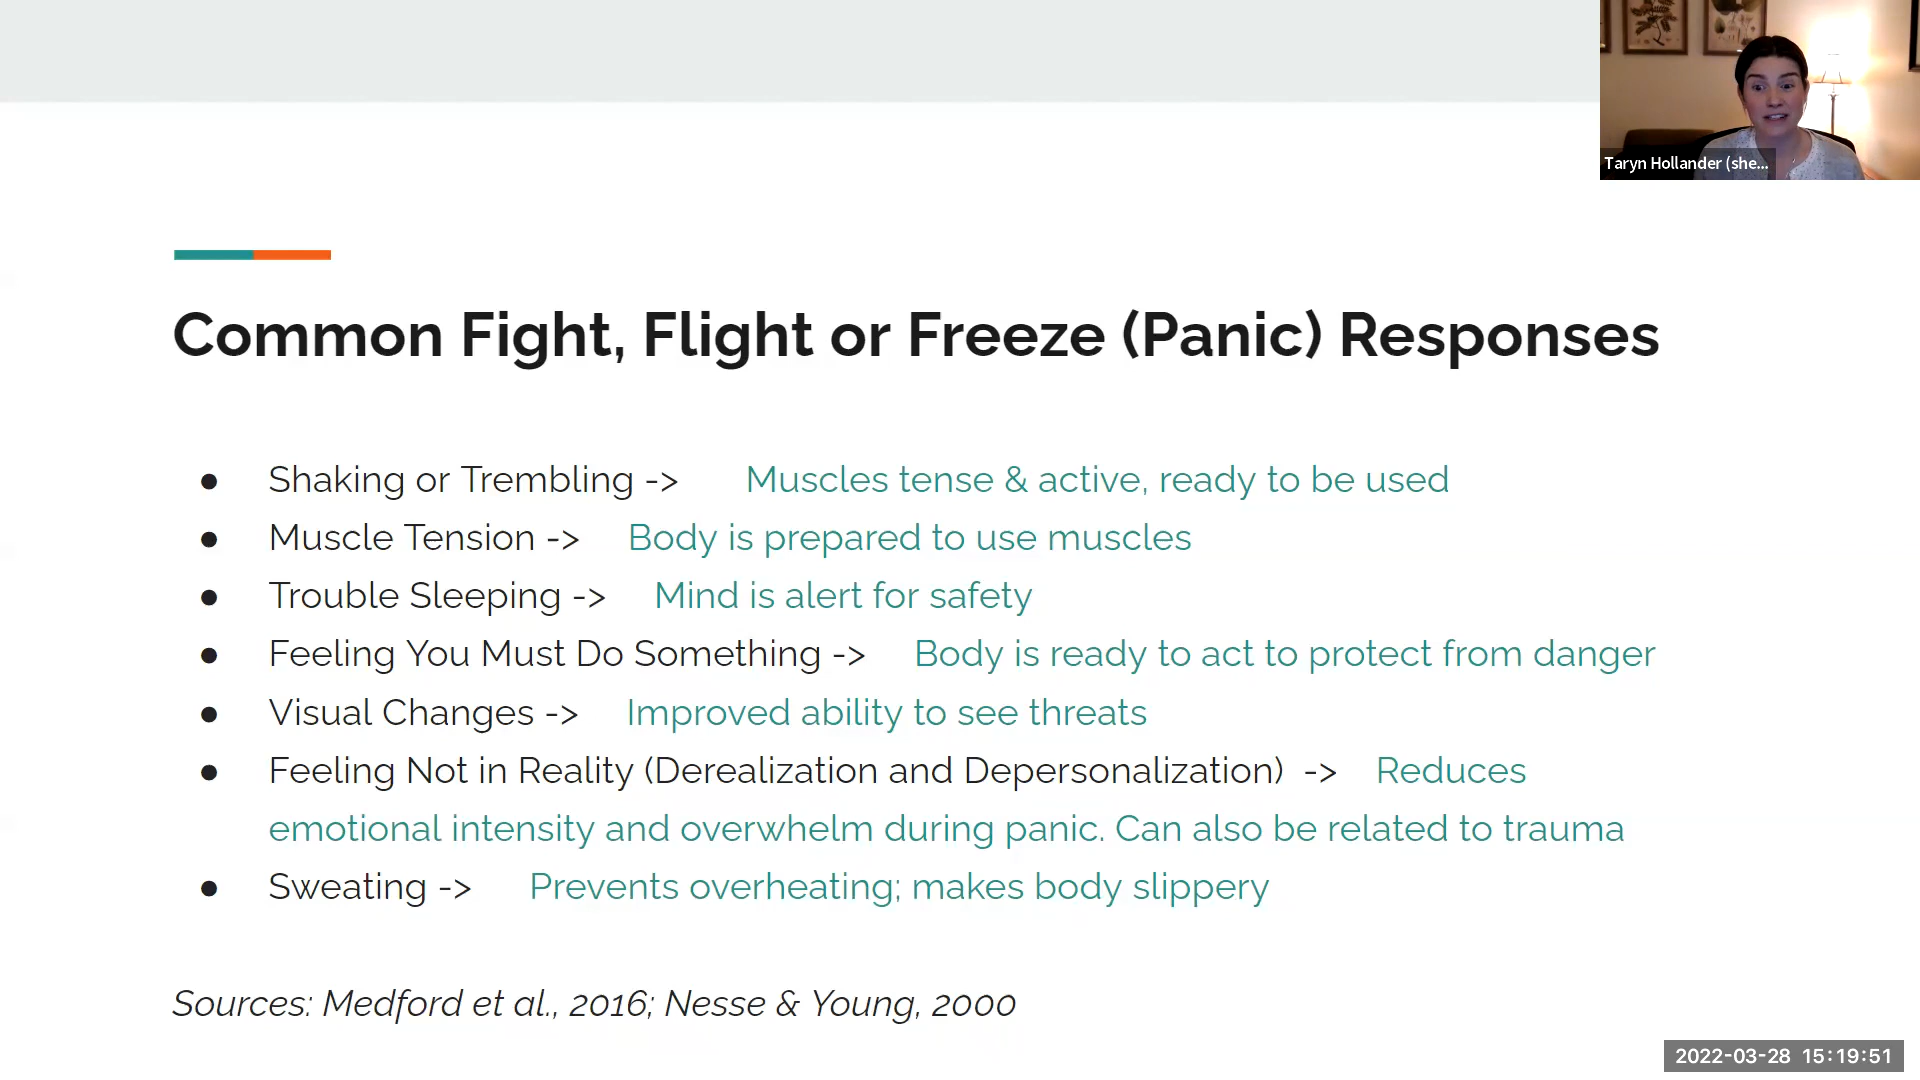 Taryn Hollander (she...
Common Fight, Flight or Freeze (Panic) Responses
● Shaking or Trembling -> Muscles tense & active, ready to be used
● Muscle Tension -> Body is prepared to use muscles
● Trouble Sleeping -> Mind is alert for safety
● Feeling You Must Do Something -> Body is ready to act to protect from danger
● Visual Changes -> Improved ability to see threats
● Feeling Not in Reality (Derealization and Depersonalization) -> Reduces
emotional intensity and overwhelm during panic. Can also be related to trauma
● Sweating -> Prevents overheating; makes body slippery
Sources: Medford et al., 2016; Nesse & Young, 2000
2022-03-28 15:19:51